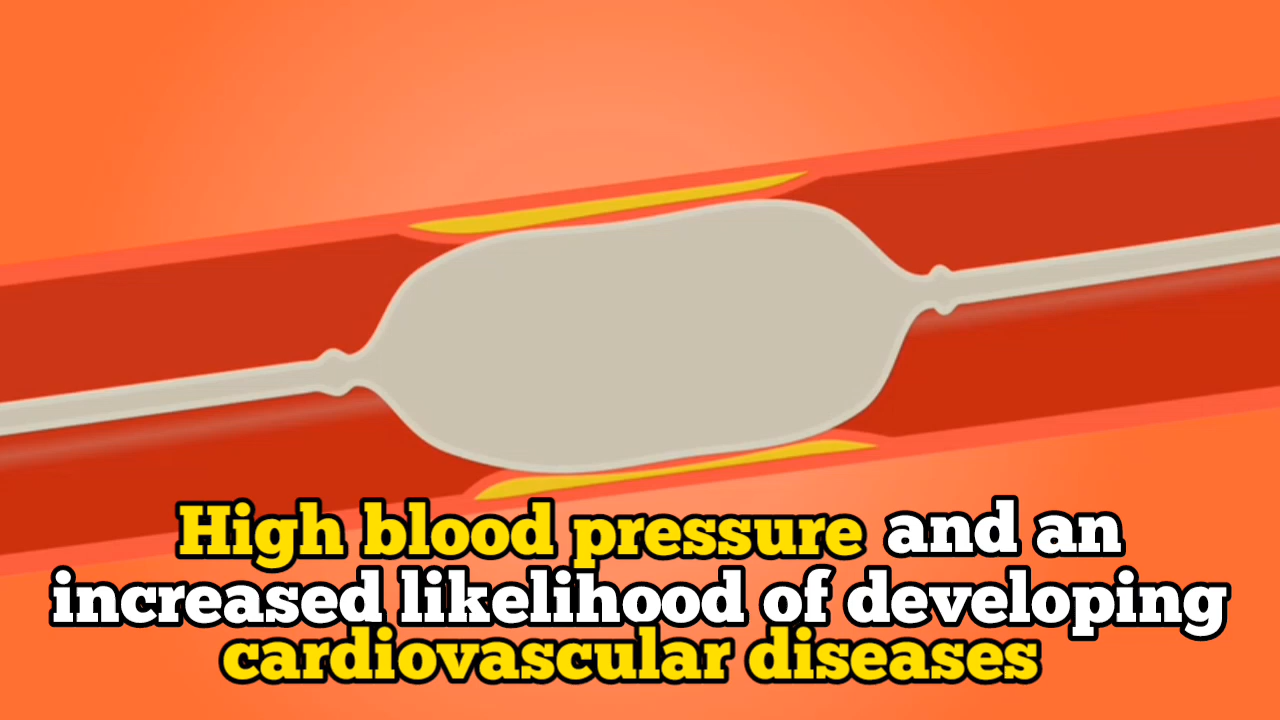 High blood pressure and an
increased likelihood of developing
cardiovascular diseases